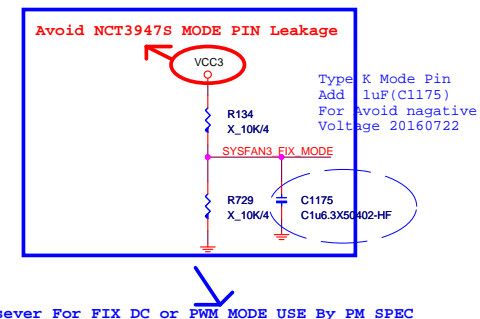 Avoid NCT3947S MODE PIN Leakage
VCC3
Type K Mode Pin
Add 1uF(C1175)
For Avoid nagative
Voltage 20160722
R134
X_10K/4
SYSFAN3_FIX_MODE
R729
X_10K/4
C1175
C1u6.3X50402-HF
sever For FIX DC or PWM MODE USE By PM SPEC